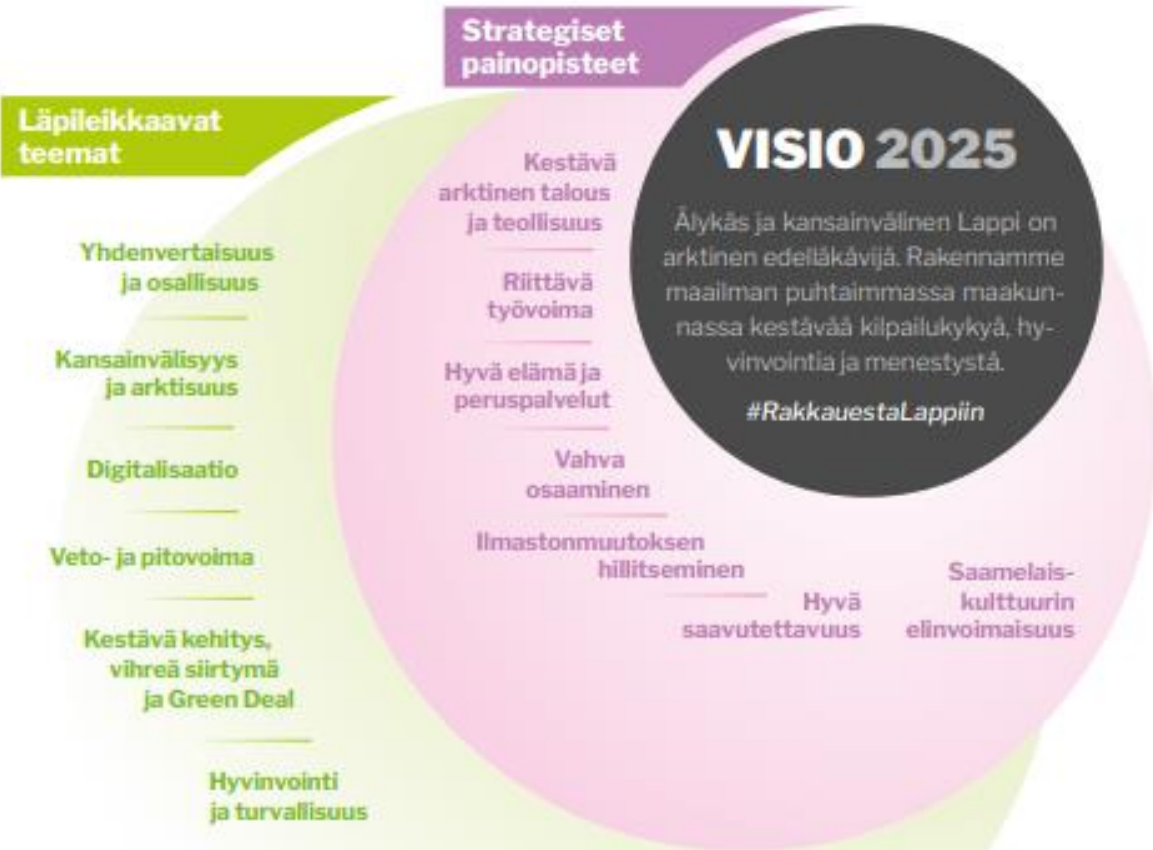 Strategiset
painopisteet
Läpileikkaavat
teemat
VISIO 2025
Älykäs ja kansainvälinen Lappi on
arktinen edelläkävijä. Rakennamme
maailman puhtaimmassa maakun-
nassa kestävää kilpailukykyä, hy-
vinvointia ja menestystä.
#RakkauestaLappiin
Kestävä
arktinen talous
ja teollisuus
Riittävä
työvoima
Hyvä elämä ja
peruspalvelut
Vahva
osaaminen
Ilmastonmuutoksen
hillitseminen
Hyvä
saavutettavuus
Saamelais-
kulttuurin
elinvoimaisuus
Yhdenvertaisuus
ja osallisuus
Kansainvälisyys
ja arktisuus
Digitalisaatio
Veto- ja pitovoima
Kestävä kehitys,
vihreä siirtymä
ja Green Deal
Hyvinvointi
ja turvallisuus